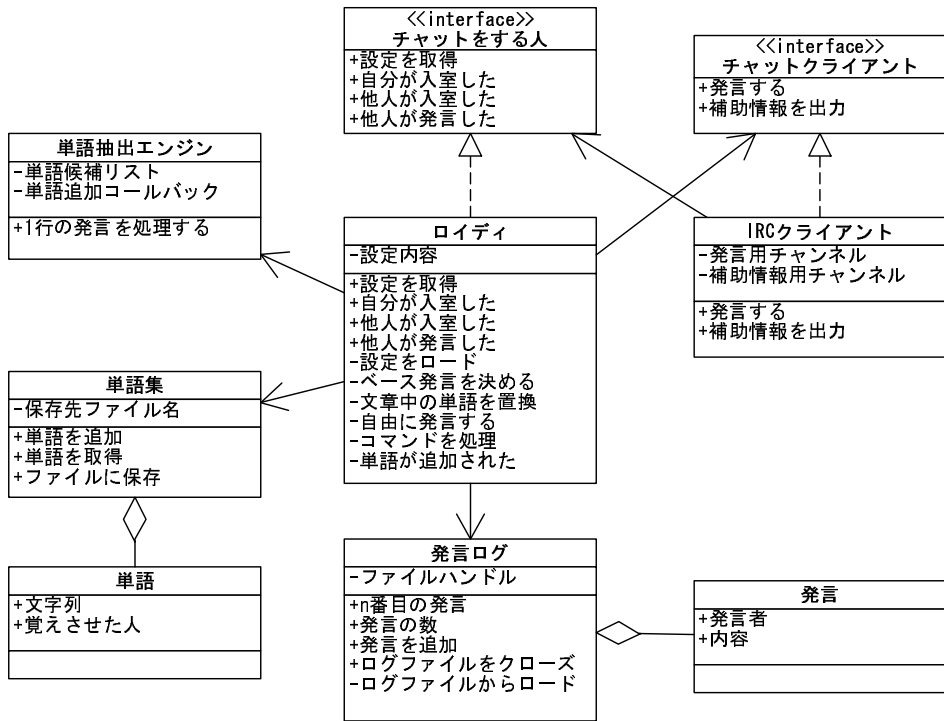 <<interface>>
チャットをする人
+設定を取得
+自分が入室した
+他人が入室した
+他人が発言した
<<interface>>
チャットクライアント
+発言する
+補助情報を出力
単語抽出エンジン
-単語候補リスト
-単語追加コールバック
+1行の発言を処理する
ロイディ
-設定内容
+設定を取得
+自分が入室した
+他人が入室した
+他人が発言した
-設定をロード
-ベース発言を決める
-文章中の単語を置換
-自由に発言する
-コマンドを処理
-単語が追加された
IRCクライアント
-発言用チャンネル
-補助情報用チャンネル
+発言する
+補助情報を出力
単語集
-保存先ファイル名
+単語を追加
+単語を取得
+ファイルに保存
単語
+文字列
+覚えさせた人
発言ログ
-ファイルハンドル
+n番目の発言
+発言の数
+発言を追加
+ログファイルをクローズ
-ログファイルからロード
発言
+発言者
+内容